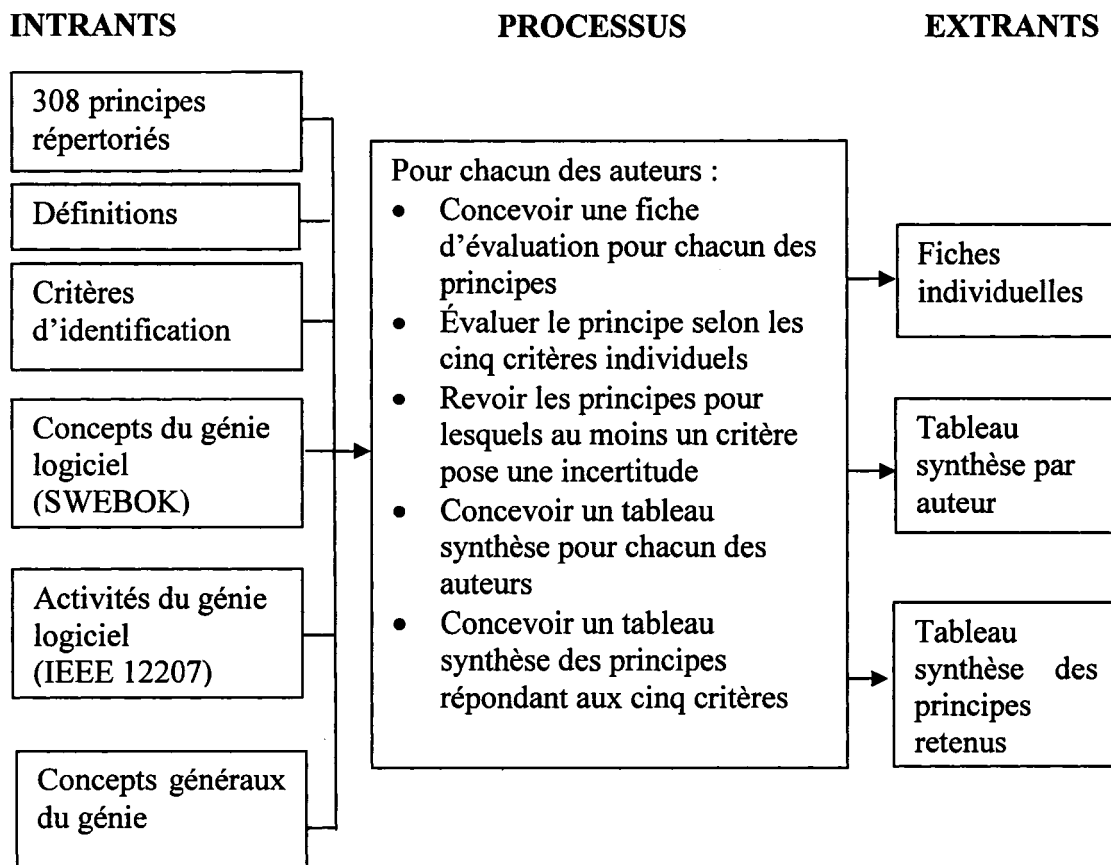 INTRANTS
PROCESSUS
EXTRANTS
308 principes
répertoriés
Définitions
Critères
d'identification
Concepts du génie
logiciel
(SWEBOK)
Activités du génie
logiciel
(IEEE 12207)
Concepts généraux
du génie
Pour chacun des auteurs :
• Concevoir une fiche
d'évaluation pour chacun des
principes
• Évaluer le principe selon les
cinq critères individuels
• Revoir les principes pour
lesquels au moins un critère
pose une incertitude
• Concevoir un tableau
synthèse pour chacun des
auteurs
• Concevoir un tableau
synthèse des principes
répondant aux cinq critères
Fiches
individuelles
Tableau
synthèse par
auteur
Tableau
synthèse des
principes
retenus